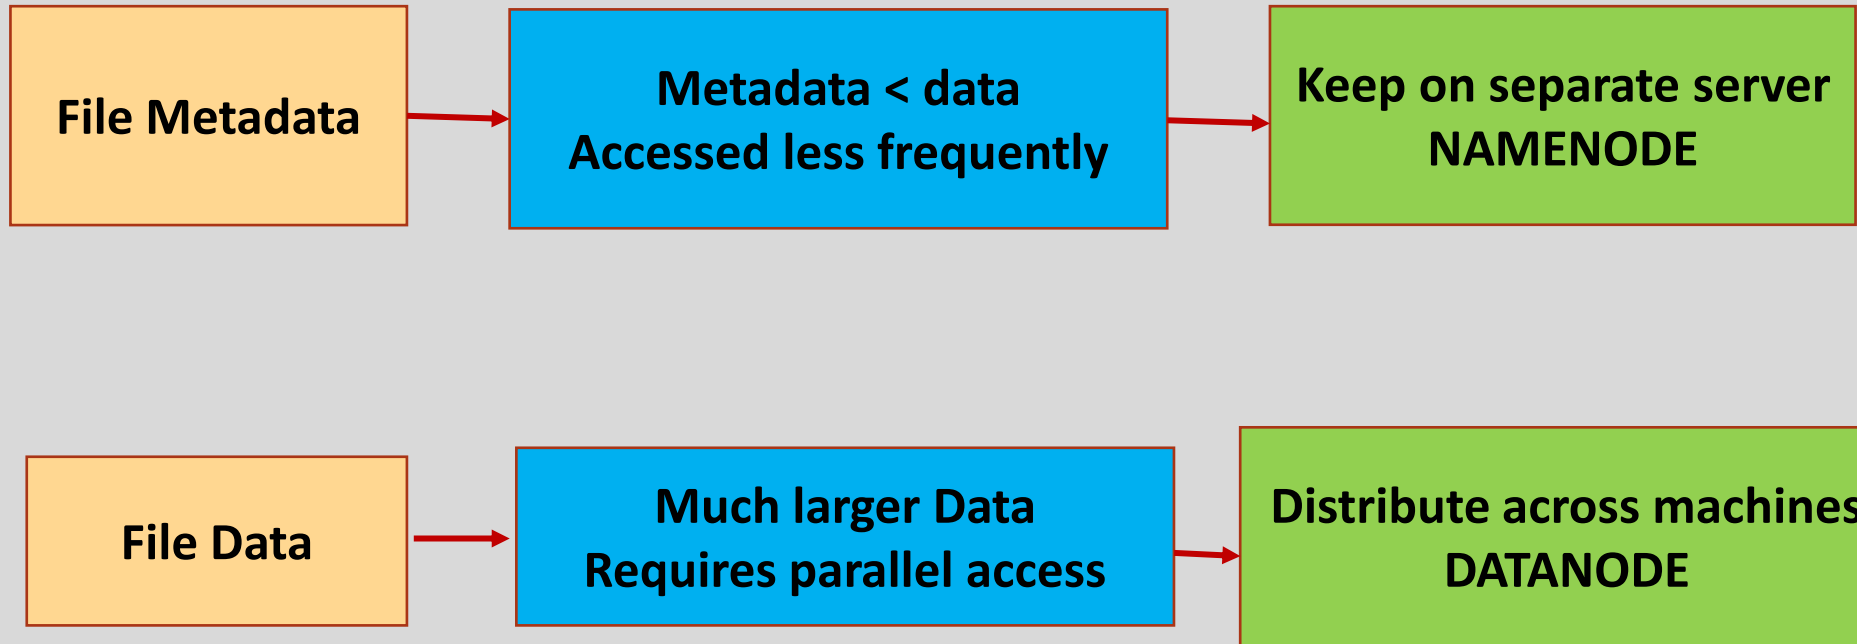 File Metadata
Metadata < data
Accessed less frequently
Keep on separate server
NAMENODE
File Data
Much larger Data
Requires parallel access
Distribute across machines
DATANODE